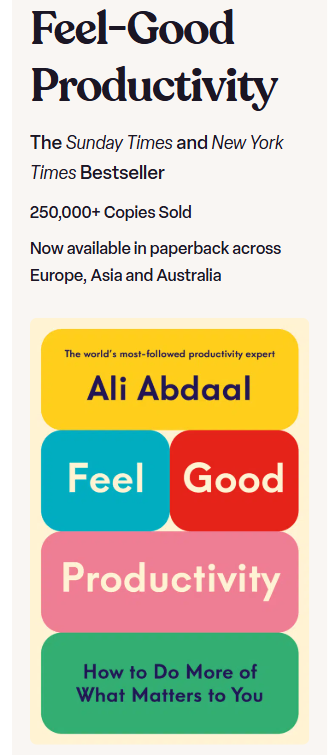 Feel-Good
Productivity
The Sunday Times and New York
Times Bestseller
250,000+ Copies Sold
Now available in paperback across
Europe, Asia and Australia
The world's most-followed productivity expert
Ali Abdaal
Feel Good
Productivity
How to Do More of
What Matters to You